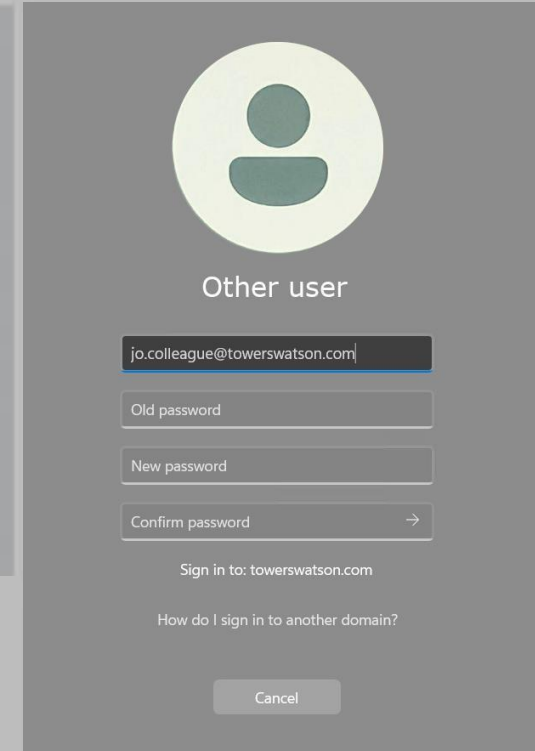 Other user
jo.colleague@towerswatson.com
Old password
New password
Confirm password
Sign in to: towerswatson.com
How do I sign in to another domain?
Cancel